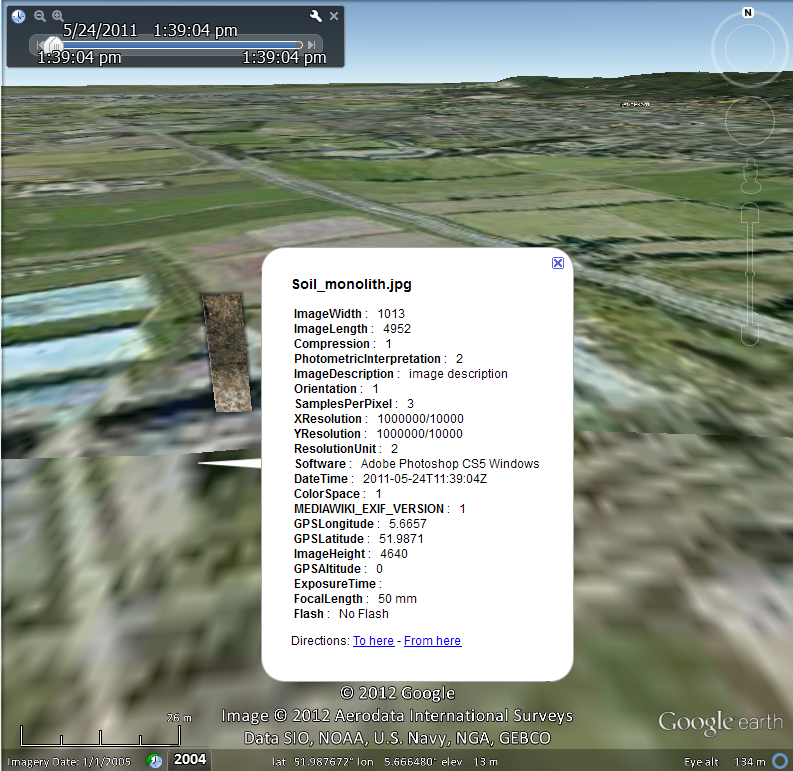 5/24/2011 1:39:04 pm
1:39:04 pm 1:39:04 pm
N
Soil_monolith.jpg
ImageWidth : 1013
ImageLength : 4952
Compression : 1
PhotometricInterpretation : 2
ImageDescription : image description
Orientation : 1
SamplesPerPixel : 3
XResolution : 1000000/10000
YResolution : 1000000/10000
ResolutionUnit : 2
Software : Adobe Photoshop CS5 Windows
DateTime : 2011-05-24T11:39:04Z
ColorSpace : 1
MEDIAWIKI_EXIF_VERSION : 1
GPSLongitude : 5.6657
GPSLatitude : 51.9871
ImageHeight : 4640
GPSAltitude : 0
ExposureTime :
FocalLength : 50 mm
Flash : No Flash
Directions: To here - From here
© 2012 Google
Image © 2012 Aerodata International Surveys
Data SIO, NOAA, U.S. Navy, NGA, GEBCO
26 m
Google earth
Imagery Date: 1/1/2005 2004 lat 51.987672° lon 5.666480° elev 13 m Eye alt 134 m